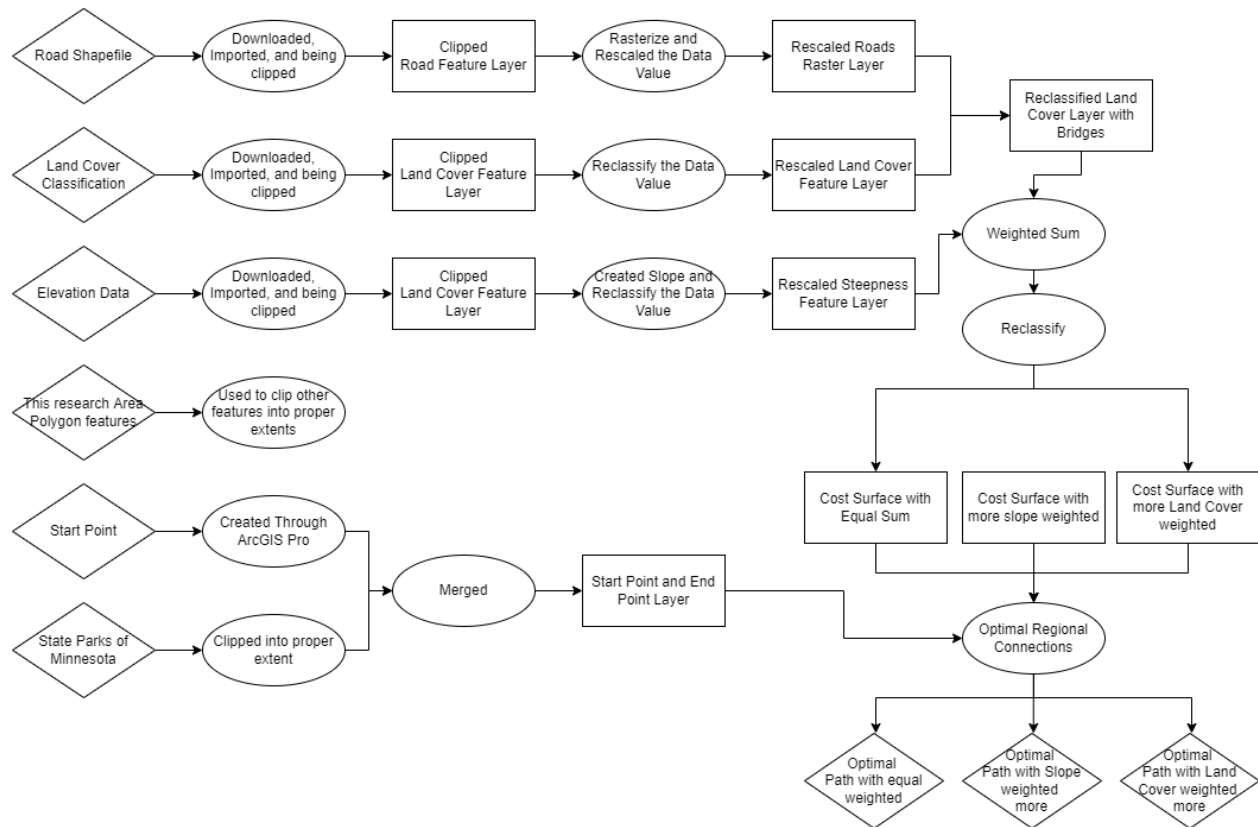 Road Shapefile
Downloaded,
Imported, and being
clipped
Clipped
Road Feature Layer
Rasterize and
Rescaled the Data
Value
Rescaled Roads
Raster Layer
Reclassified Land
Cover Layer with
Bridges
Land Cover
Classification
Downloaded,
Imported, and being
clipped
Clipped
Land Cover Feature
Layer
Reclassify the Data
Value
Rescaled Land Cover
Feature Layer
Weighted Sum
Elevation Data
Downloaded,
Imported, and being
clipped
Clipped
Land Cover Feature
Layer
Created Slope and
Reclassify the Data
Value
Rescaled Steepness
Feature Layer
Reclassify
This research Area
Polygon features
Used to clip other
features into proper
extents
Cost Surface with
Equal Sum
Cost Surface with
more slope weighted
Cost Surface with
more Land Cover
weighted
Start Point
Created Through
ArcGIS Pro
Merged
Start Point and End
Point Layer
State Parks of
Minnesota
Clipped into proper
extent
Optimal Regional
Connections
Optimal
Path with equal
weighted
Optimal
Path with Slope
weighted
more
Optimal
Path with Land
Cover weighted
more